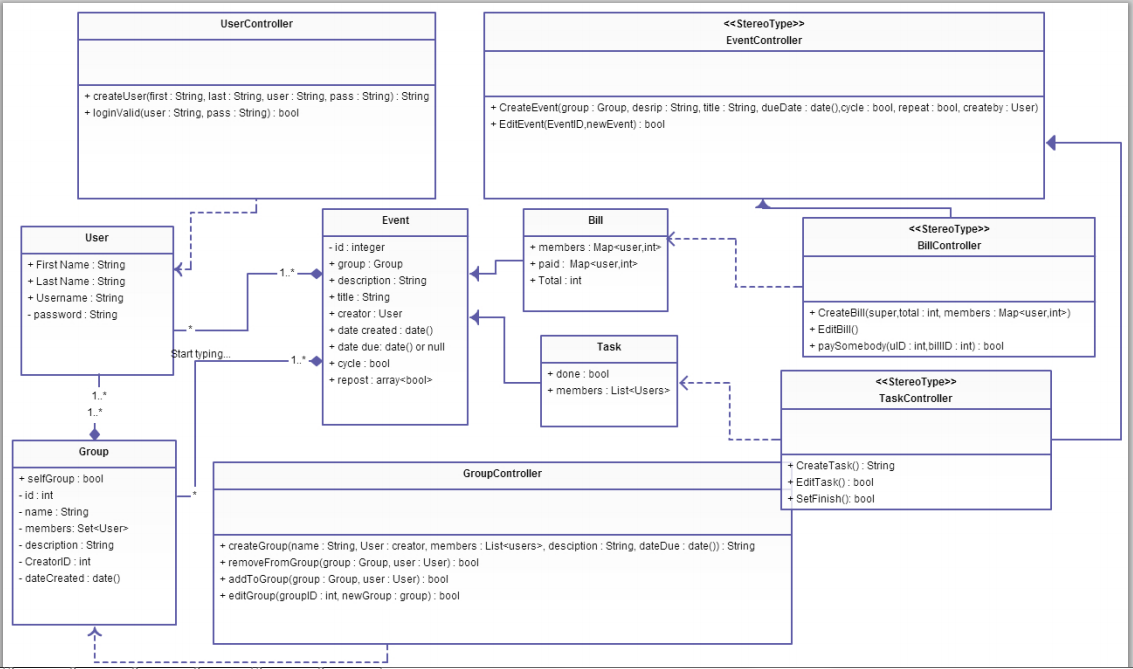 UserController
+ createUser(first : String, last : String, user : String, pass : String) : String
+ loginValid(user : String, pass : String) : bool
<<StereoType>>
EventController
+ CreateEvent(group : Group, desrip : String, title : String, dueDate : date(),cycle : bool, repeat : bool, createby : User)
+ EditEvent(EventID,newEvent) : bool
User
+ First Name : String
+ Last Name : String
+ Username : String
- password : String
Event
- id : integer
+ group : Group
+ description : String
+ title : String
+ creator : User
+ date created : date()
+ date due: date() or null
+ cycle : bool
+ repost : array<bool>
Bill
+ members : Map<user,int>
+ paid : Map<user,int>
+ Total : int
<<StereoType>>
BillController
+ CreateBill(super,total : int, members : Map<user,int>)
+ EditBill()
+ paySomebody(uID : int,billID : int) : bool
1..*
*
Start typing...
1..*
Task
+ done : bool
+ members : List<Users>
<<StereoType>>
TaskController
+ CreateTask() : String
+ EditTask() : bool
+ SetFinish(): bool
1..*
1..*
Group
+ selfGroup : bool
- id : int
- name : String
- members: Set<User>
- description : String
- CreatorID : int
- dateCreated : date()
*
GroupController
+ createGroup(name : String, User : creator, members : List<users>, desciption : String, dateDue : date()) : String
+ removeFromGroup(group : Group, user : User) : bool
+ addToGroup(group : Group, user : User) : bool
+ editGroup(groupID : int, newGroup : group) : bool